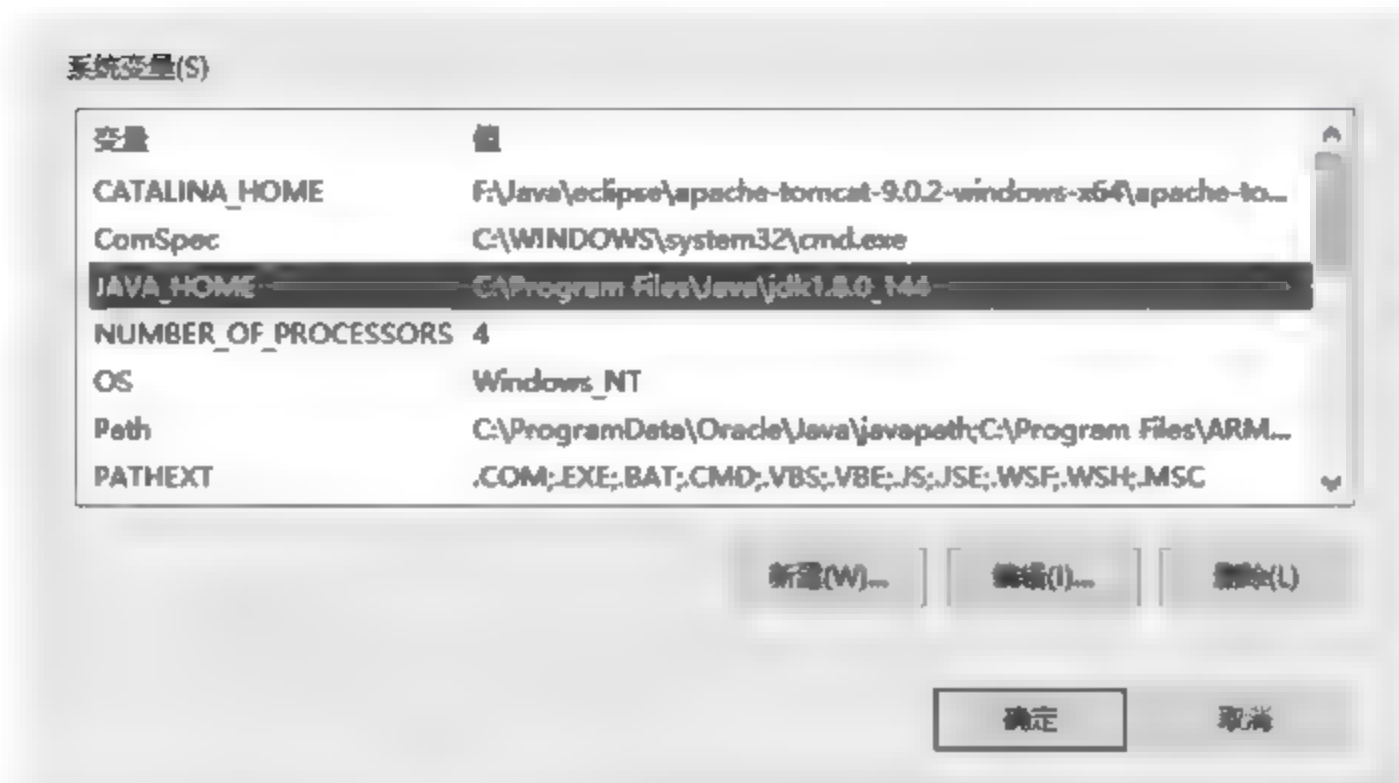 系统变量(S)
变量 值
CATALINA_HOME F:\Java\eclipse\apache-tomcat-9.0.2-windows-x64\apache-to...
ComSpec C:\WINDOWS\system32\cmd.exe
JAVA_HOME C:\Program Files\Java\jdk1.8.0_144
NUMBER_OF_PROCESSORS 4
OS Windows_NT
Path C:\ProgramData\Oracle\Java\javapath;C:\Program Files\ARM...
PATHEXT .COM;.EXE;.BAT;.CMD;.VBS;.VBE;.JS;.JSE;.WSF;.WSH;.MSC
新建(W)... 编辑(I)... 删除(L)
确定 取消